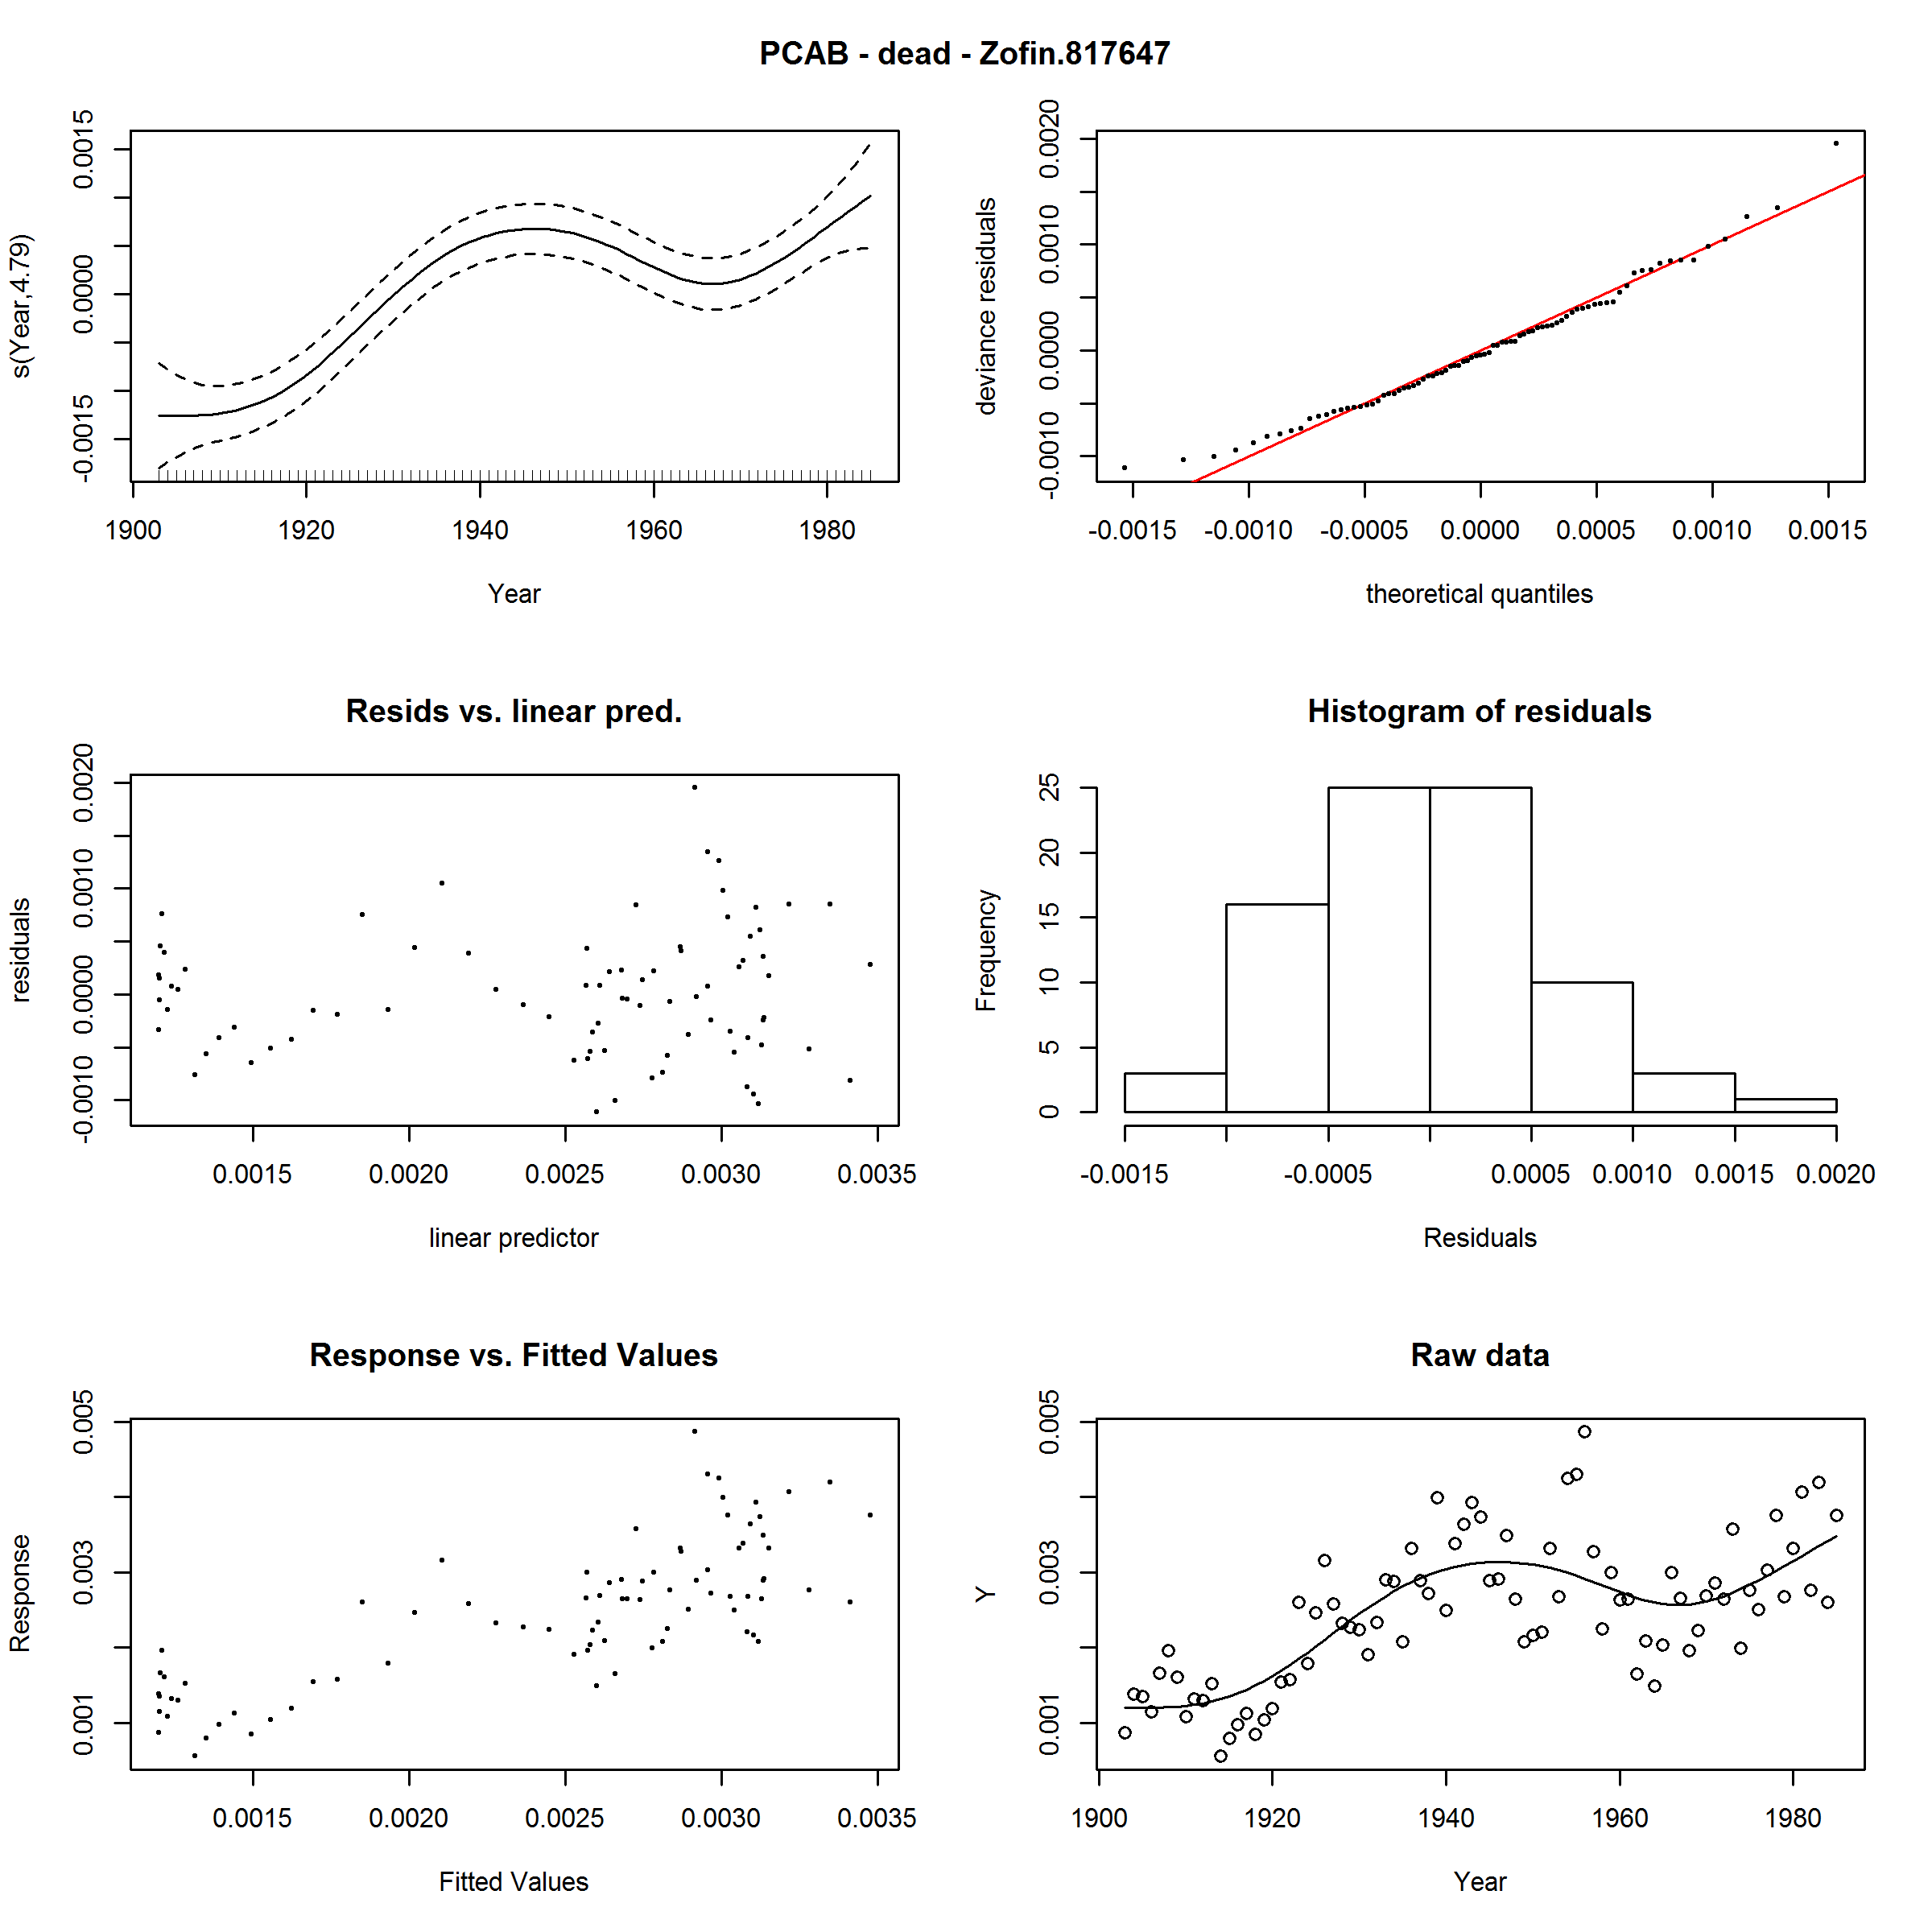 PCAB - dead - Zofin.817647
s(Year,4.79)
-0.0015 0.0000 0.0015
1900 1920 1940 1960 1980
Year
deviance residuals
-0.0010 0.0000 0.0010 0.0020
-0.0015 -0.0010 -0.0005 0.0000 0.0005 0.0010 0.0015
theoretical quantiles
Resids vs. linear pred.
residuals
-0.0010 0.0000 0.0010 0.0020
0.0015 0.0020 0.0025 0.0030 0.0035
linear predictor
Histogram of residuals
Frequency
0 5 10 15 20 25
-0.0015 -0.0005 0.0005 0.0010 0.0015 0.0020
Residuals
Response vs. Fitted Values
Response
0.001 0.003 0.005
0.0015 0.0020 0.0025 0.0030 0.0035
Fitted Values
Raw data
Y
0.001 0.003 0.005
1900 1920 1940 1960 1980
Year